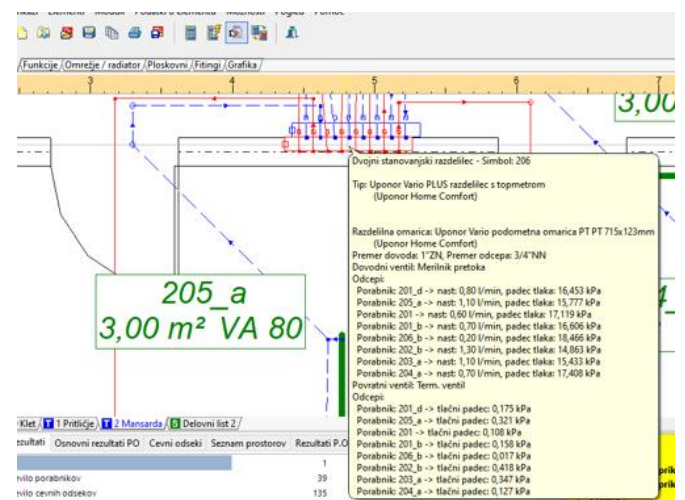 Funkcije / Omrežje / radiator / Ploskovni / Fitingi / Grafika
3 4 5 6 7
3,00
205_a
3,00 m² VA 80
Dvojni stanovanjski razdelilec - Simbol: 206
Tip: Uponor Vario PLUS razdelilec s topmetrom
(Uponor Home Comfort)
Razdelilna omarica: Uponor Vario podometna omarica PT PT 715x123mm
(Uponor Home Comfort)
Premer dovoda: 1"ZN, Premer odcepa: 3/4"NN
Dovodni ventil: Merilnik pretoka
Odcepi:
Porabnik: 201_d -> nast: 0,80 l/min, padec tlaka: 16,453 kPa
Porabnik: 205_a -> nast: 1,10 l/min, padec tlaka: 15,777 kPa
Porabnik: 201 -> nast: 0,60 l/min, padec tlaka: 17,119 kPa
Porabnik: 201_b -> nast: 0,70 l/min, padec tlaka: 16,606 kPa
Porabnik: 206_b -> nast: 0,20 l/min, padec tlaka: 18,466 kPa
Porabnik: 202_b -> nast: 1,30 l/min, padec tlaka: 14,863 kPa
Porabnik: 203_a -> nast: 1,10 l/min, padec tlaka: 15,433 kPa
Porabnik: 204_a -> nast: 0,70 l/min, padec tlaka: 17,408 kPa
Povratni ventil: Term. ventil
Odcepi:
Porabnik: 201_d -> tlačni padec: 0,175 kPa
Porabnik: 205_a -> tlačni padec: 0,321 kPa
Porabnik: 201 -> tlačni padec: 0,108 kPa
Porabnik: 201_b -> tlačni padec: 0,158 kPa
Porabnik: 206_b -> tlačni padec: 0,017 kPa
Porabnik: 202_b -> tlačni padec: 0,418 kPa
Porabnik: 203_a -> tlačni padec: 0,347 kPa
Porabnik: 204_a -> tlačni padec: 0,127 kPa
Klet T 1 Pritličje T 2 Mansarda S Delovni list 2
Osnovni rezultati PO Cevni odseki Seznam prostorov Rezultati P.O
1
porabnikov 39
cevnih odsekov 135